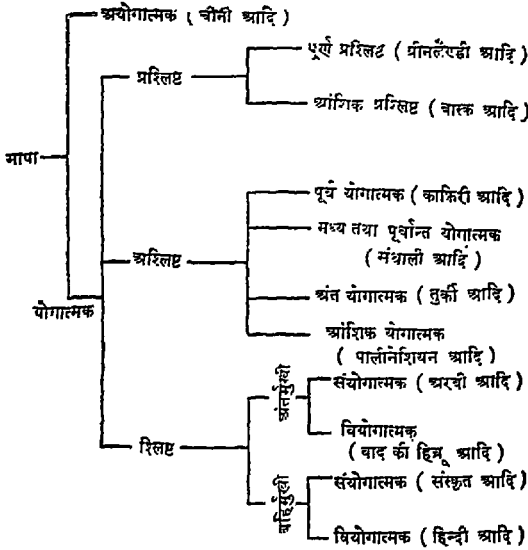 अयोगात्मक (चीनी आदि)
पूर्ण प्रश्लिष्ट (ग्रीनलैण्डी आदि)
प्रश्लिष्ट
आंशिक प्रश्लिष्ट (बास्क आदि)
भाषा
पूर्व योगात्मक (काफ़िरी आदि)
मध्य तथा पूर्वान्त योगात्मक
(संथाली आदि)
अश्लिष्ट
अंत योगात्मक (तुर्की आदि)
योगात्मक
आंशिक योगात्मक
(पालीनेशियन आदि)
अंतर्मुखी
संयोगात्मक (अरबी आदि)
वियोगात्मक
(बाद की हिब्रू आदि)
श्लिष्ट
बहिर्मुखी
संयोगात्मक (संस्कृत आदि)
वियोगात्मक (हिन्दी आदि)